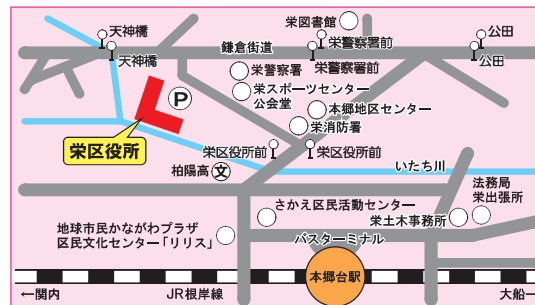 天神橋
天神橋
栄図書館
鎌倉街道
栄警察署前
栄警察署前
公田
公田
栄警察署
栄スポーツセンター
公会堂
P
本郷地区センター
栄消防署
栄区役所
栄区役所前
栄区役所前
柏陽高
文
いたち川
法務局
栄出張所
さかえ区民活動センター
栄土木事務所
地球市民かながわプラザ
区民文化センター「リリス」
バスターミナル
本郷台駅
←関内
JR根岸線
大船→